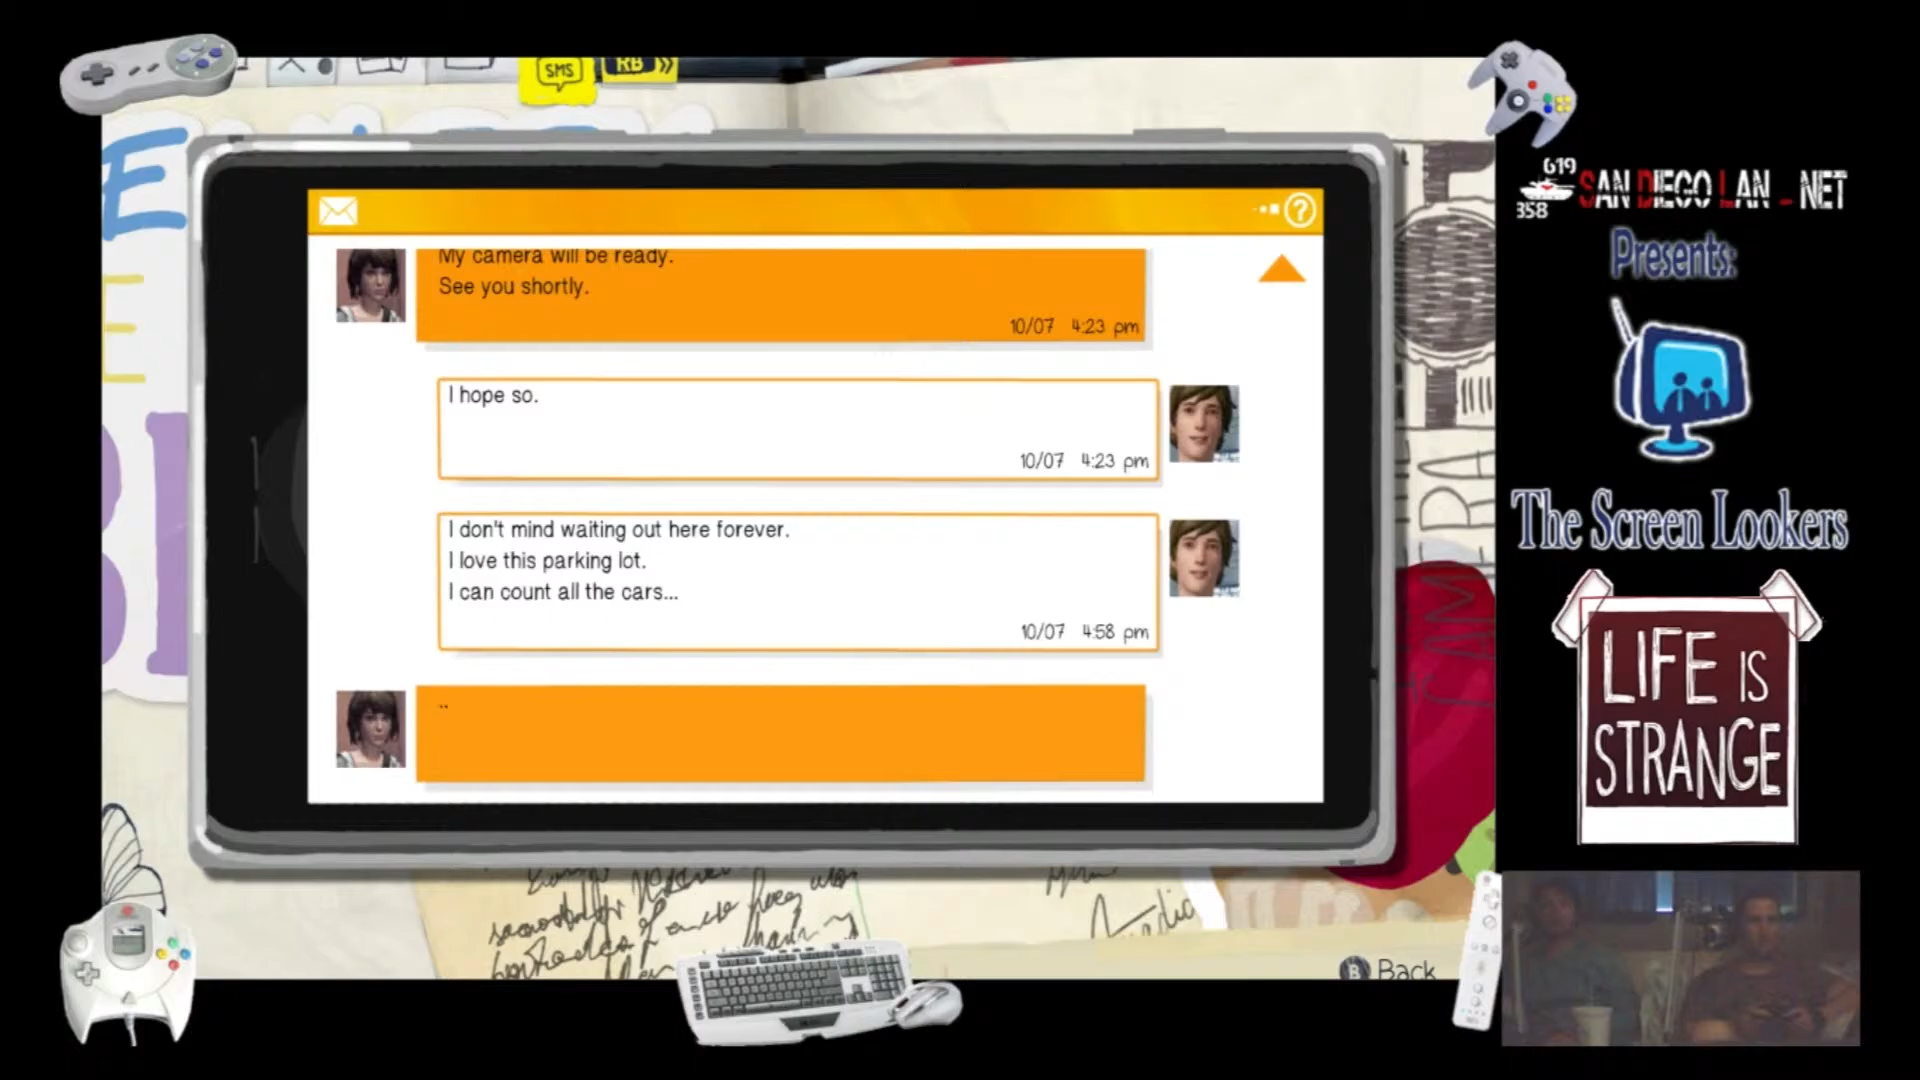 SMS
RB
My camera will be ready.
See you shortly.
10/07 4:23 pm
I hope so.
10/07 4:23 pm
I don't mind waiting out here forever.
I love this parking lot.
I can count all the cars...
10/07 4:58 pm
..
B Back
619
858
SAN DIEGO LAN - NET
Presents:
The Screen Lookers
LIFE IS
STRANGE